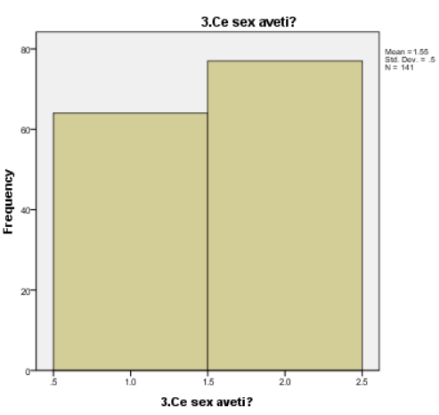 3.Ce sex aveti?
Mean =1.55
Std. Dev. = .5
N = 141
Frequency
80
60
40
20
0
.5
1.0
1.5
2.0
2.5
3.Ce sex aveti?